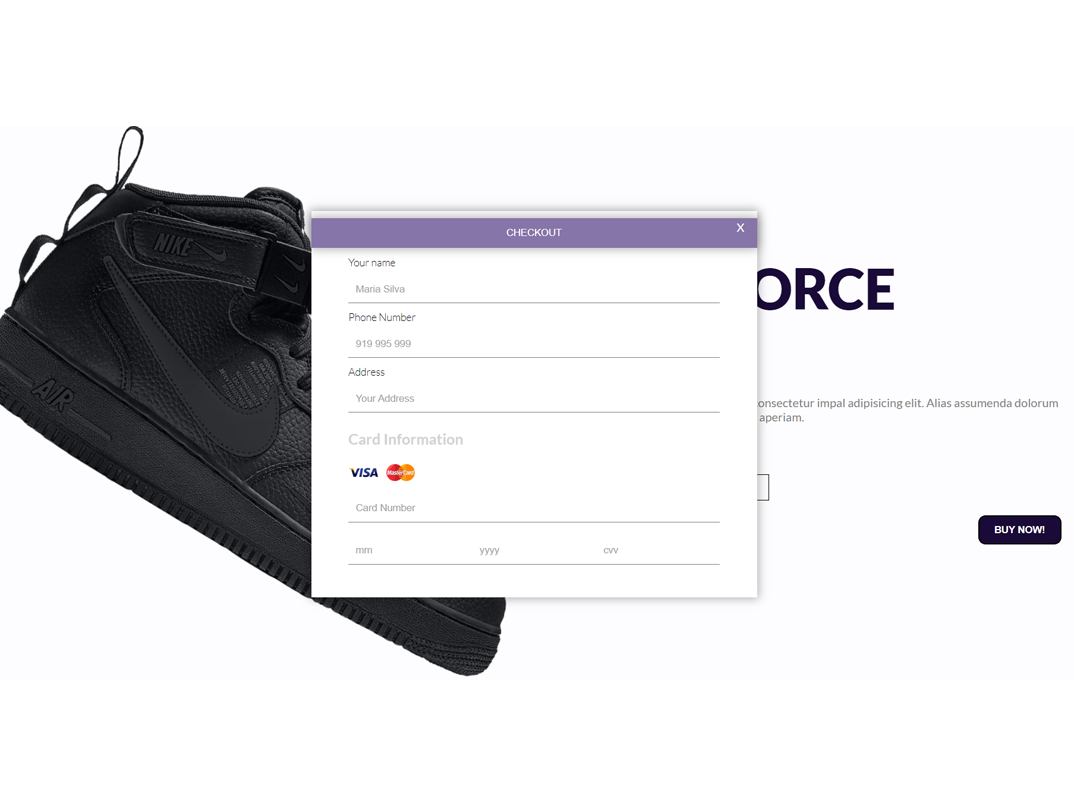 NIKE
AIR
CHECKOUT
X
Your name
Maria Silva
Phone Number
919 995 999
Address
Your Address
Card Information
VISA MasterCard
Card Number
mm yyyy cvv
ORCE
onsectetur impal adipisicing elit. Alias assumenda dolorum
aperiam.
BUY NOW!